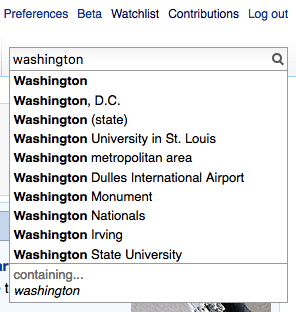 Preferences Beta Watchlist Contributions Log out
washington
Washington
Washington, D.C.
Washington (state)
Washington University in St. Louis
Washington metropolitan area
Washington Dulles International Airport
Washington Monument
Washington Nationals
Washington Irving
Washington State University
containing...
washington